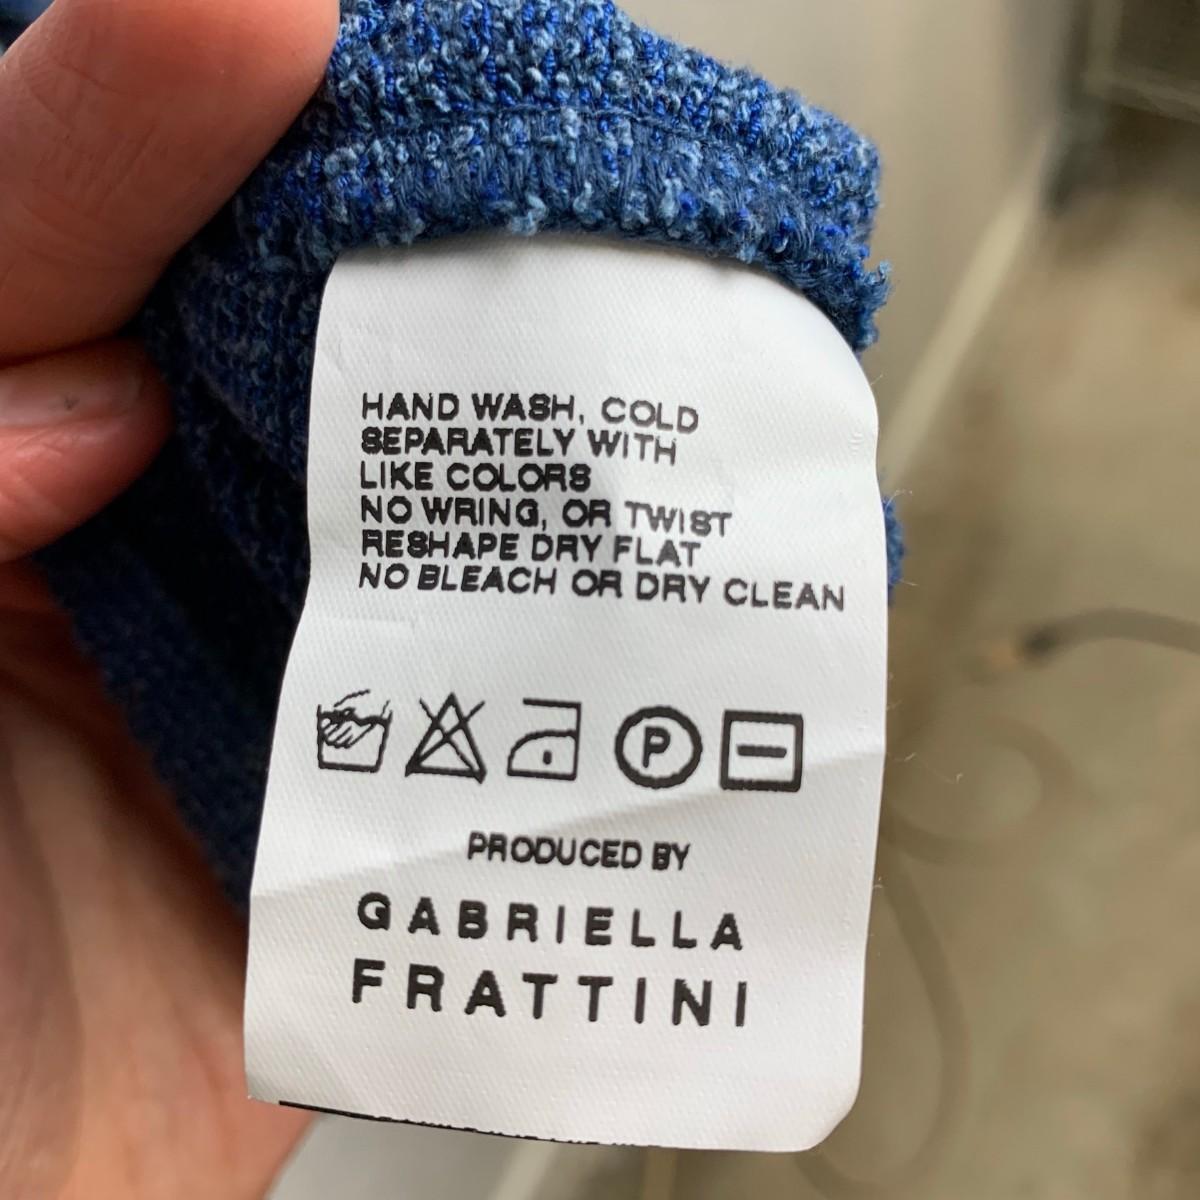 HAND WASH, COLD
SEPARATELY WITH
LIKE COLORS
NO WRING, OR TWIST
RESHAPE DRY FLAT
NO BLEACH OR DRY CLEAN
P
PRODUCED BY
GABRIELLA
FRATTINI